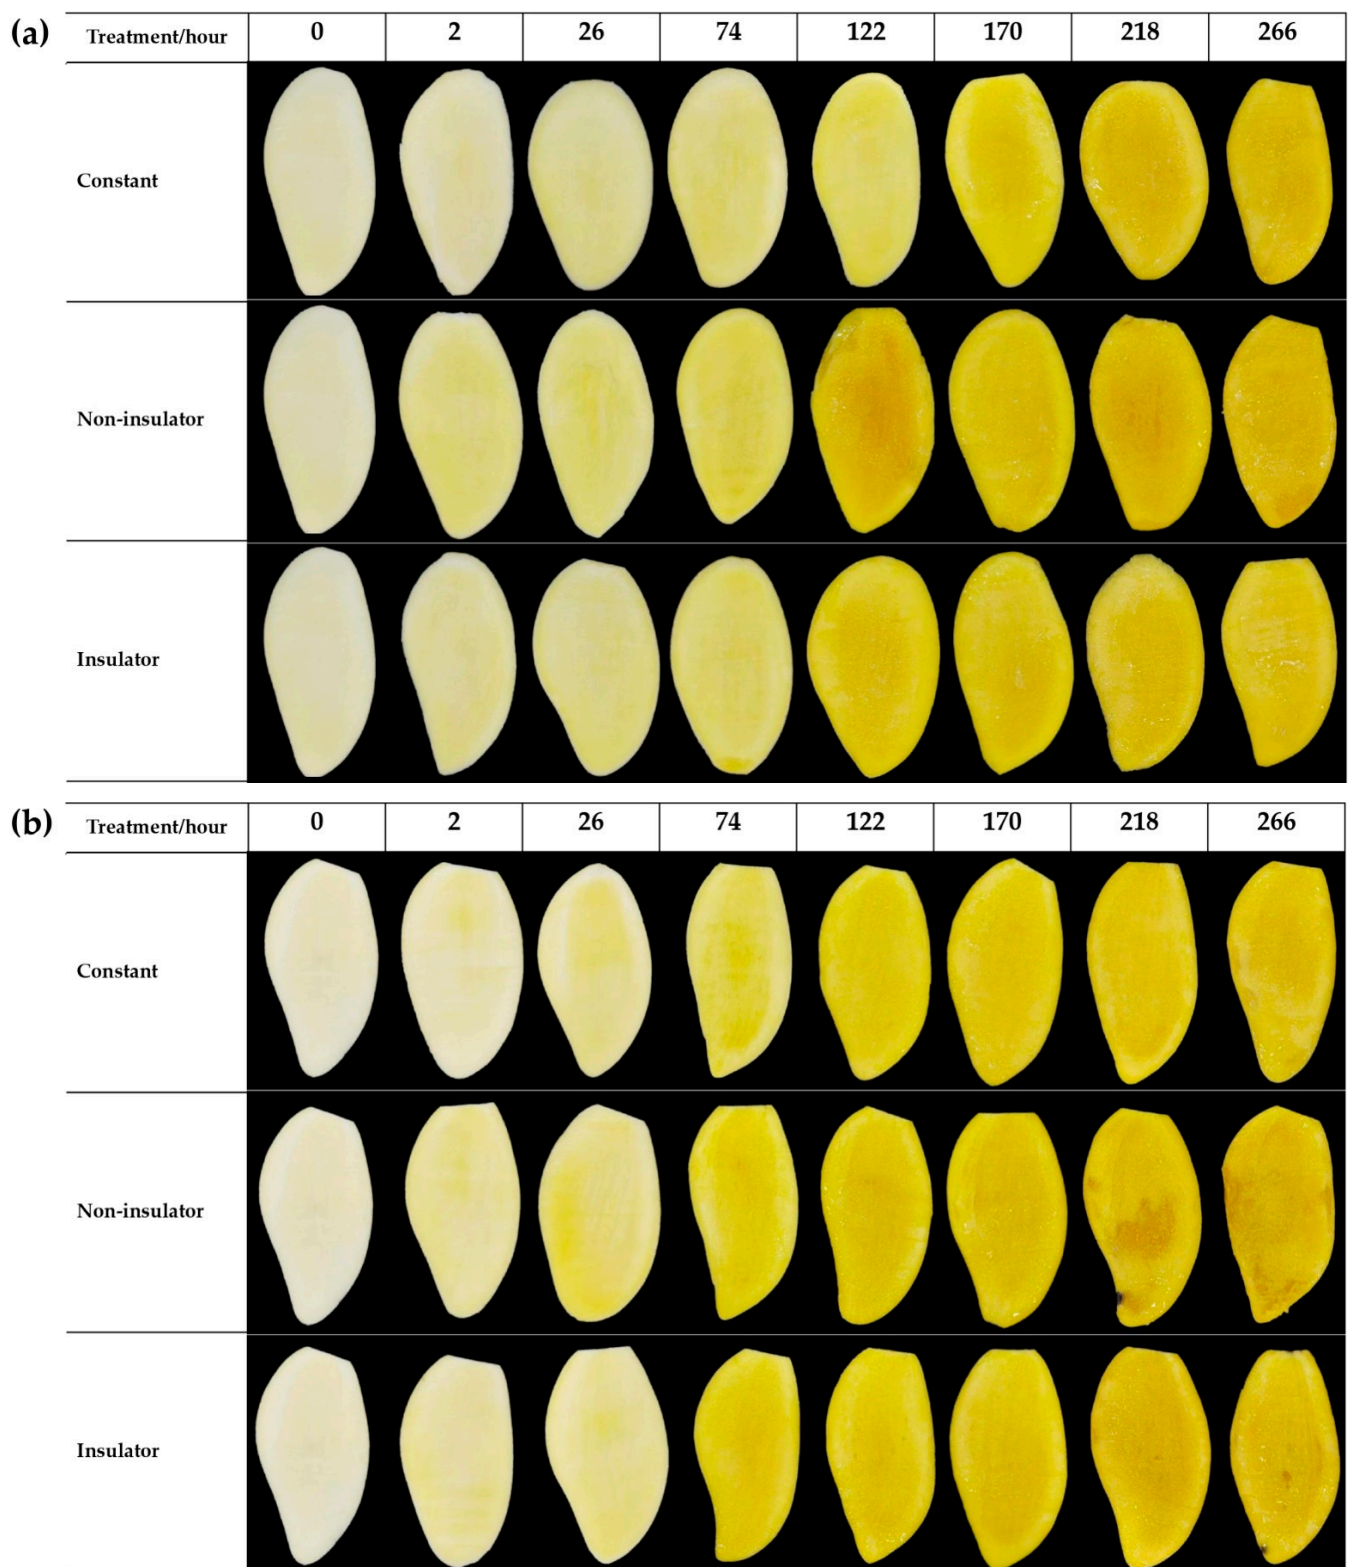 (a) Treatment/hour 0 2 26 74 122 170 218 266
Constant
Non-insulator
Insulator
(b) Treatment/hour 0 2 26 74 122 170 218 266
Constant
Non-insulator
Insulator